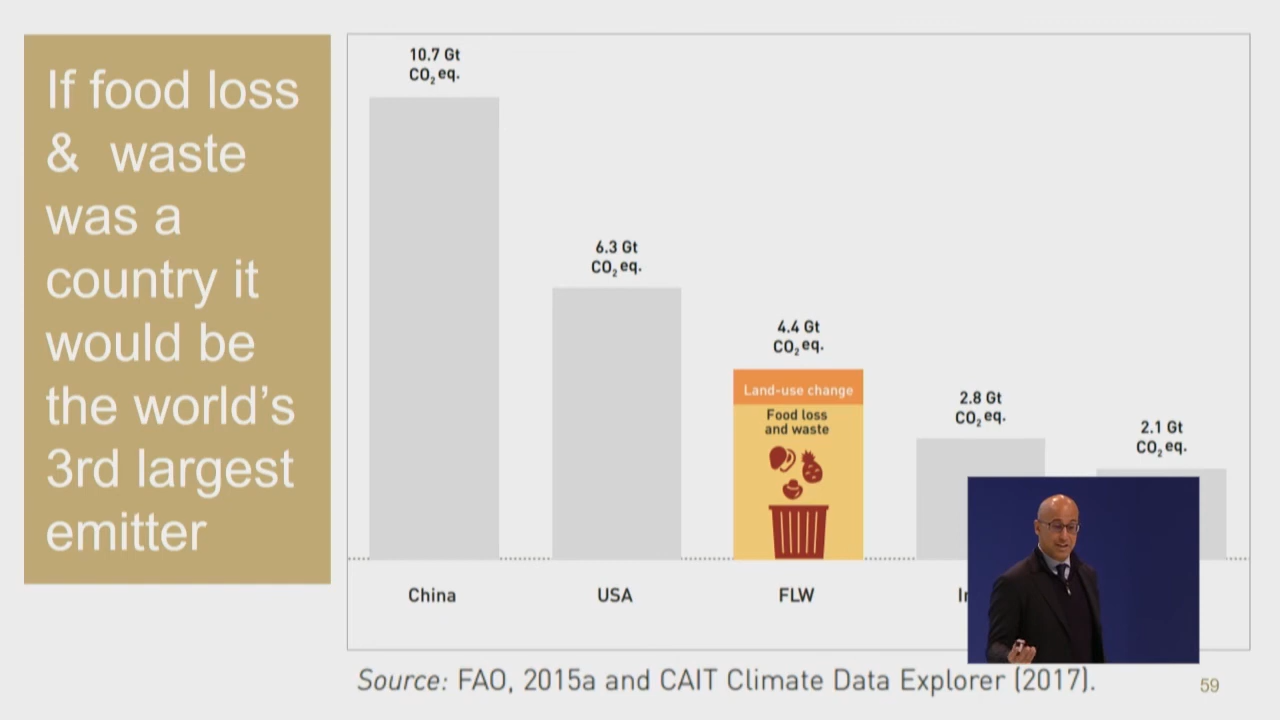 If food loss
& waste
was a
country it
would be
the world's
3rd largest
emitter
10.7 Gt
CO₂ eq.
6.3 Gt
CO₂ eq.
4.4 Gt
CO₂ eq.
Land-use change
Food loss
and waste
2.8 Gt
CO₂ eq.
2.1 Gt
CO₂ eq.
China
USA
FLW
Source: FAO, 2015a and CAIT Climate Data Explorer (2017).
59